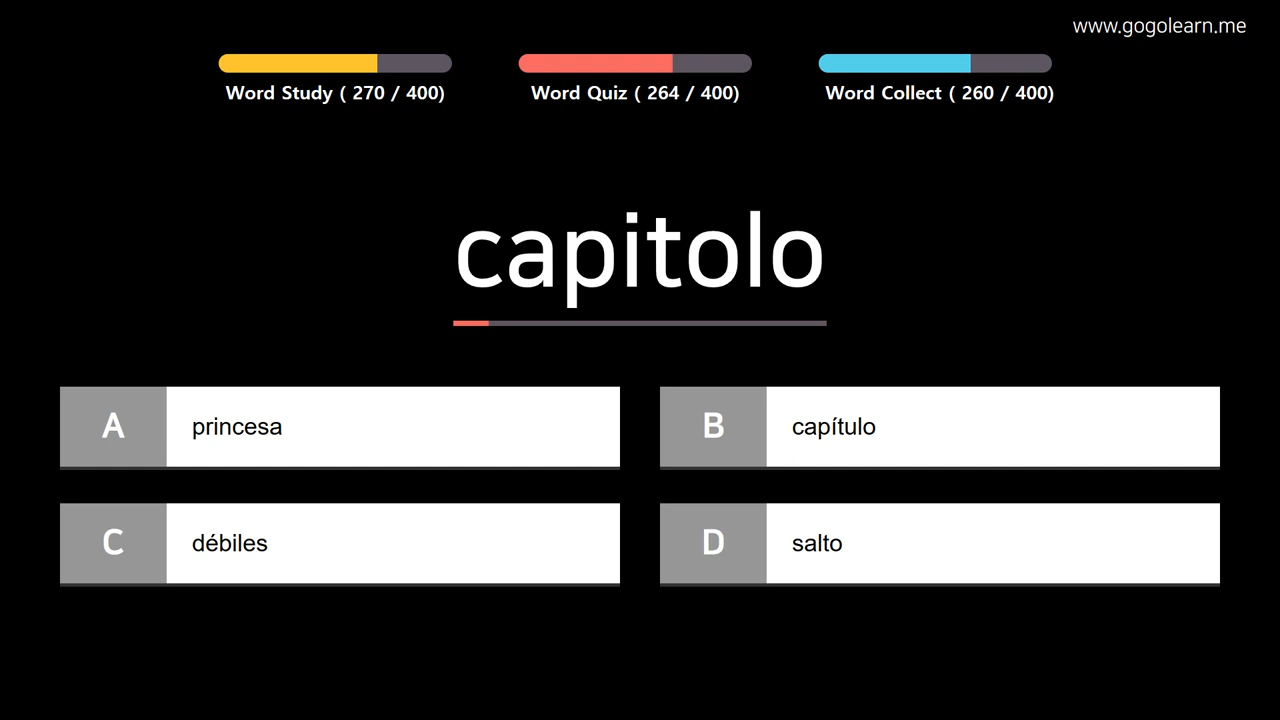 www.gogolearn.me
Word Study ( 270 / 400)
Word Quiz ( 264 / 400)
Word Collect ( 260 / 400)
capitolo
A princesa
B capítulo
C débiles
D salto